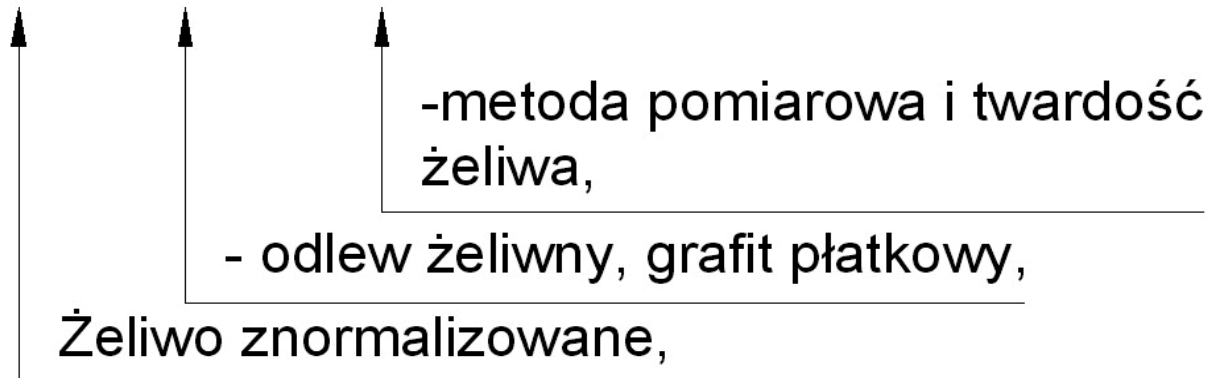 -metoda pomiarowa i twardość
żeliwa,
- odlew żeliwny, grafit płatkowy,
Żeliwo znormalizowane,